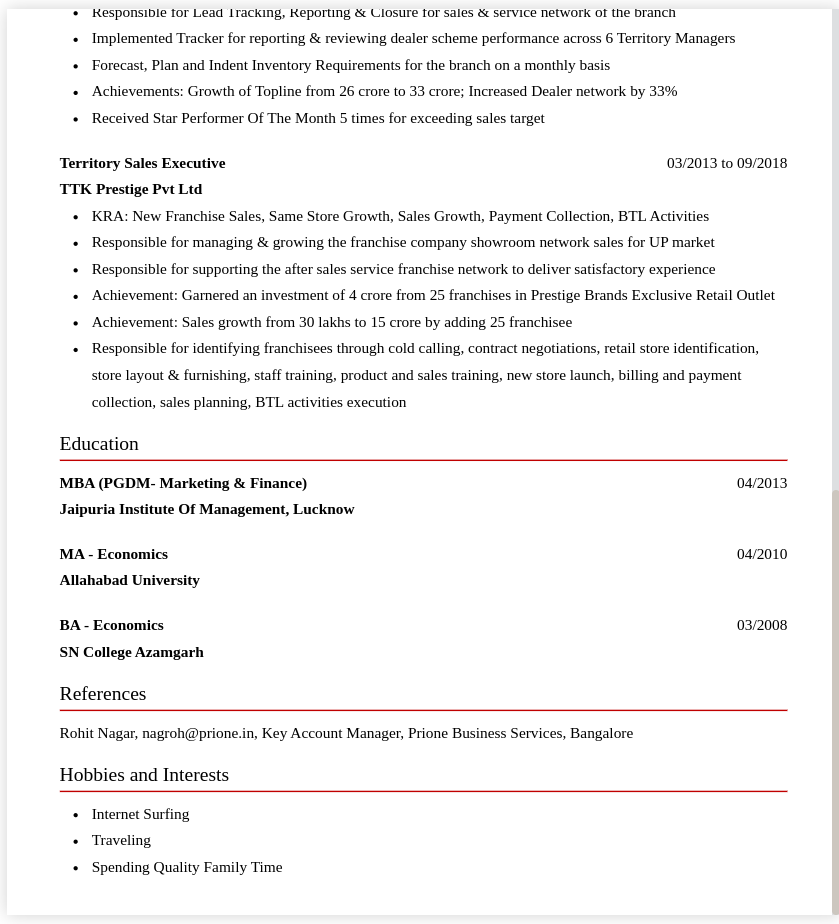 Responsible for Lead Tracking, Reporting & Closure for sales & service network of the branch
Implemented Tracker for reporting & reviewing dealer scheme performance across 6 Territory Managers
Forecast, Plan and Indent Inventory Requirements for the branch on a monthly basis
Achievements: Growth of Topline from 26 crore to 33 crore; Increased Dealer network by 33%
Received Star Performer Of The Month 5 times for exceeding sales target
Territory Sales Executive 03/2013 to 09/2018
TTK Prestige Pvt Ltd
KRA: New Franchise Sales, Same Store Growth, Sales Growth, Payment Collection, BTL Activities
Responsible for managing & growing the franchise company showroom network sales for UP market
Responsible for supporting the after sales service franchise network to deliver satisfactory experience
Achievement: Garnered an investment of 4 crore from 25 franchises in Prestige Brands Exclusive Retail Outlet
Achievement: Sales growth from 30 lakhs to 15 crore by adding 25 franchisee
Responsible for identifying franchisees through cold calling, contract negotiations, retail store identification,
store layout & furnishing, staff training, product and sales training, new store launch, billing and payment
collection, sales planning, BTL activities execution
Education
MBA (PGDM- Marketing & Finance) 04/2013
Jaipuria Institute Of Management, Lucknow
MA - Economics 04/2010
Allahabad University
BA - Economics 03/2008
SN College Azamgarh
References
Rohit Nagar, nagroh@prione.in, Key Account Manager, Prione Business Services, Bangalore
Hobbies and Interests
Internet Surfing
Traveling
Spending Quality Family Time